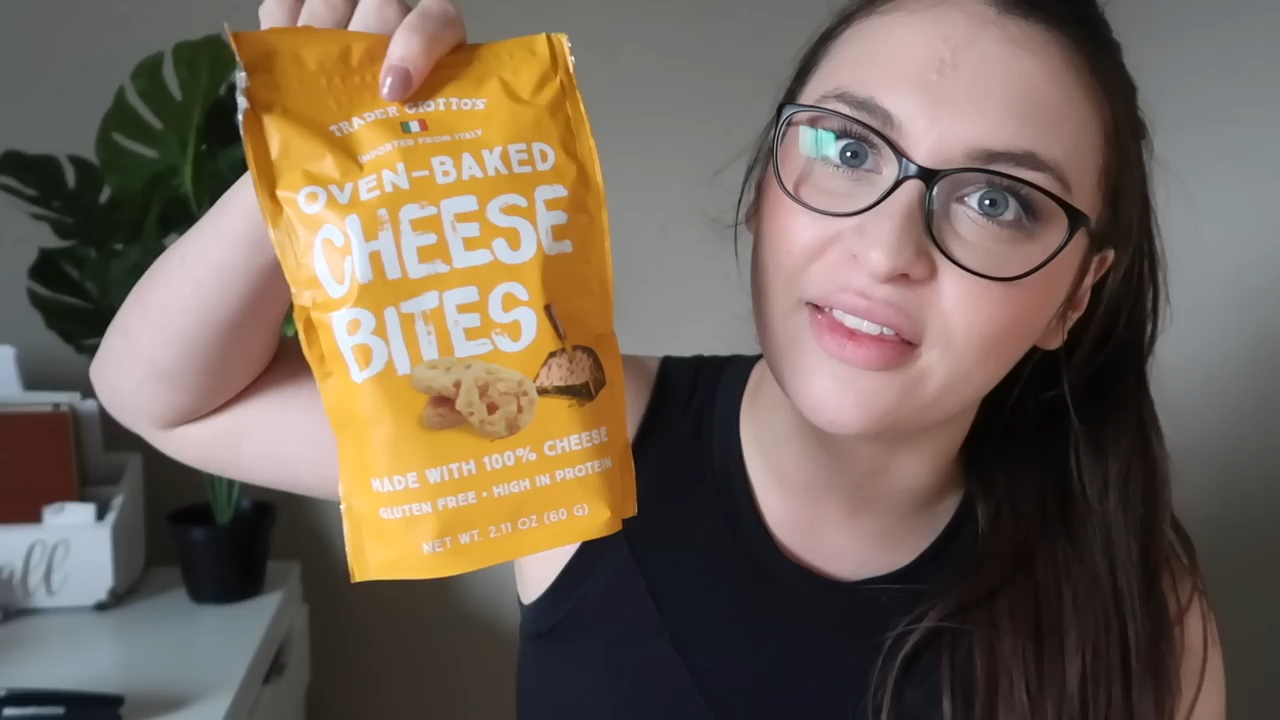 TRADER GIOTTO'S
IMPORTED FROM ITALY
OVEN-BAKED
CHEESE
BITES
MADE WITH 100% CHEESE
GLUTEN FREE • HIGH IN PROTEIN
NET WT. 2.11 OZ (60 G)